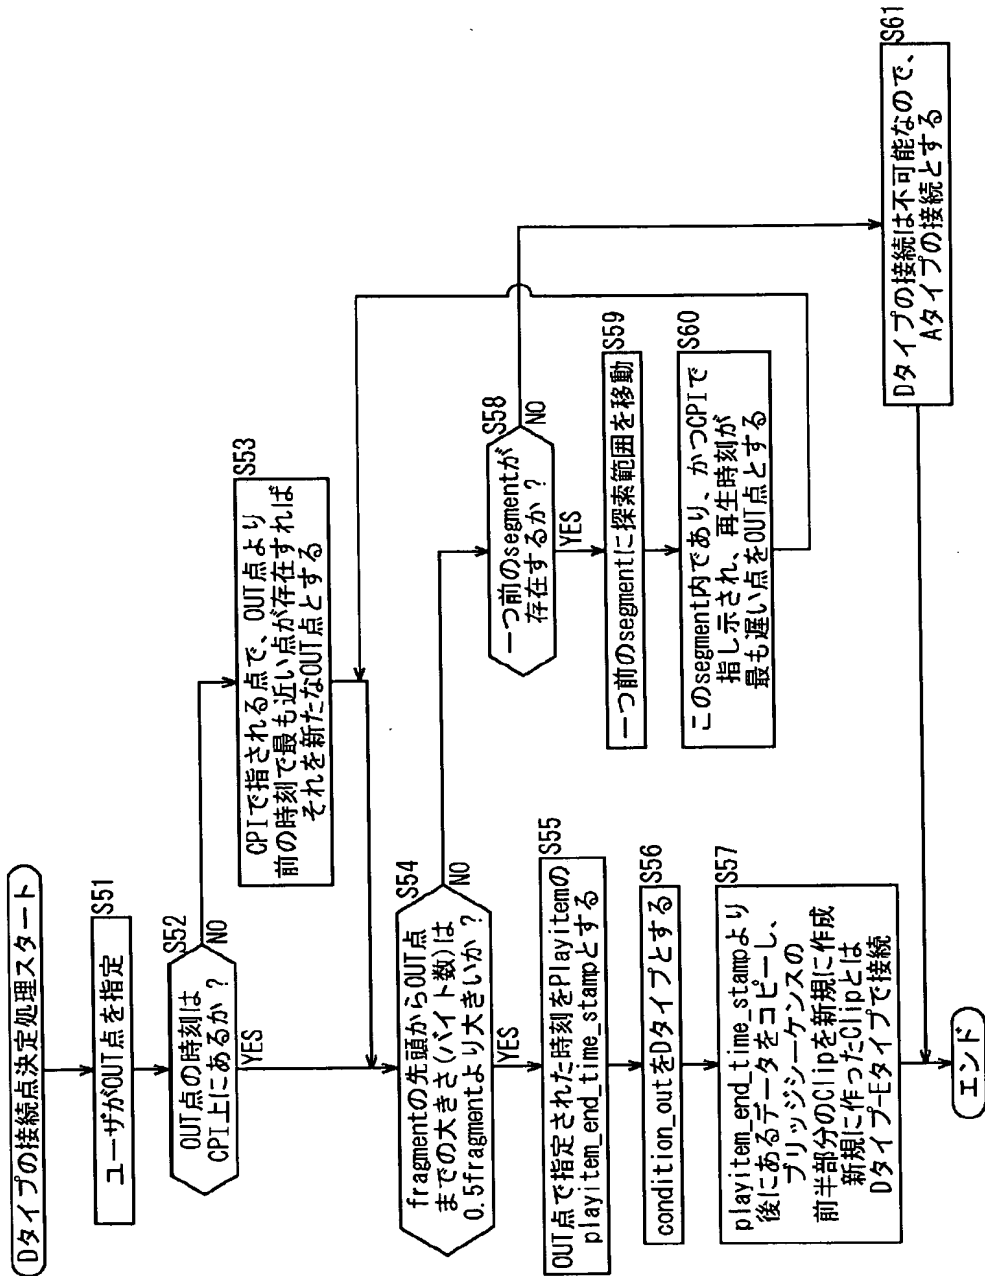 Dタイプの接続点決定処理スタート
S51
ユーザがOUT点を指定
S52
OUT点の時刻は
CPI上にあるか?
NO
YES
S53
CPIで指される点で、OUT点より
前の時刻で最も近い点が存在すれば
それを新たなOUT点とする
S54
fragmentの先頭からOUT点
までの大きさ(バイト数)は
0.5fragmentより大きいか?
NO
YES
S55
OUT点で指定された時刻をPlayitemの
playitem_end_time_stampとする
S56
condition_outをDタイプとする
S57
playitem_end_time_stampより
後にあるデータをコピーし、
ブリッジシーケンスの
前半部分のClipを新規に作成
新規に作ったClipとは
Dタイプ-Eタイプで接続
S58
一つ前のsegmentが
存在するか?
NO
YES
S59
一つ前のsegmentに探索範囲を移動
S60
このsegment内であり、かつCPIで
指し示され、再生時刻が
最も遅い点をOUT点とする
S61
Dタイプの接続は不可能なので、
Aタイプの接続とする
エンド